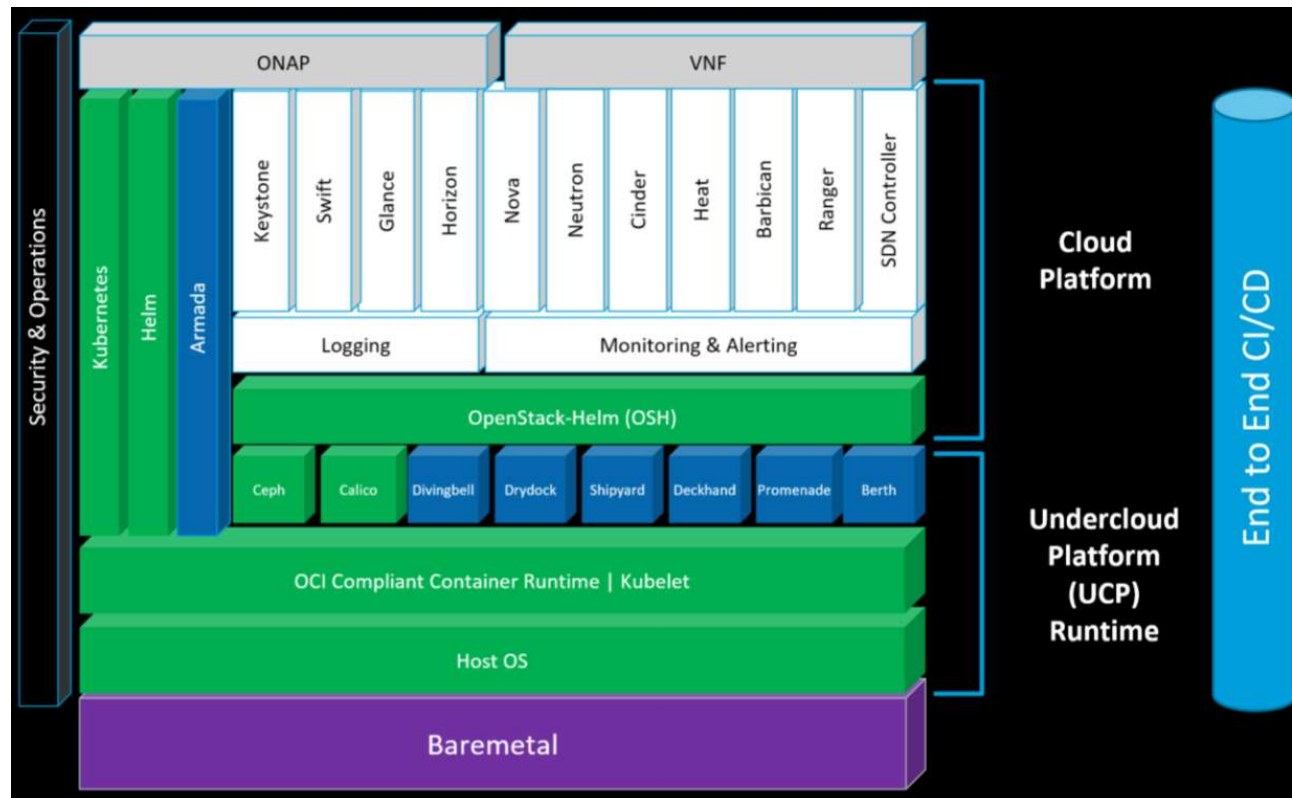 ONAP
VNF
Security & Operations
Kubernetes
Helm
Armada
Keystone
Swift
Glance
Horizon
Nova
Neutron
Cinder
Heat
Barbican
Ranger
SDN Controller
Logging
Monitoring & Alerting
OpenStack-Helm (OSH)
Ceph
Calico
Divingbell
Drydock
Shipyard
Deckhand
Promenade
Berth
OCI Compliant Container Runtime | Kubelet
Host OS
Baremetal
Cloud
Platform
Undercloud
Platform
(UCP)
Runtime
End to End CI/CD